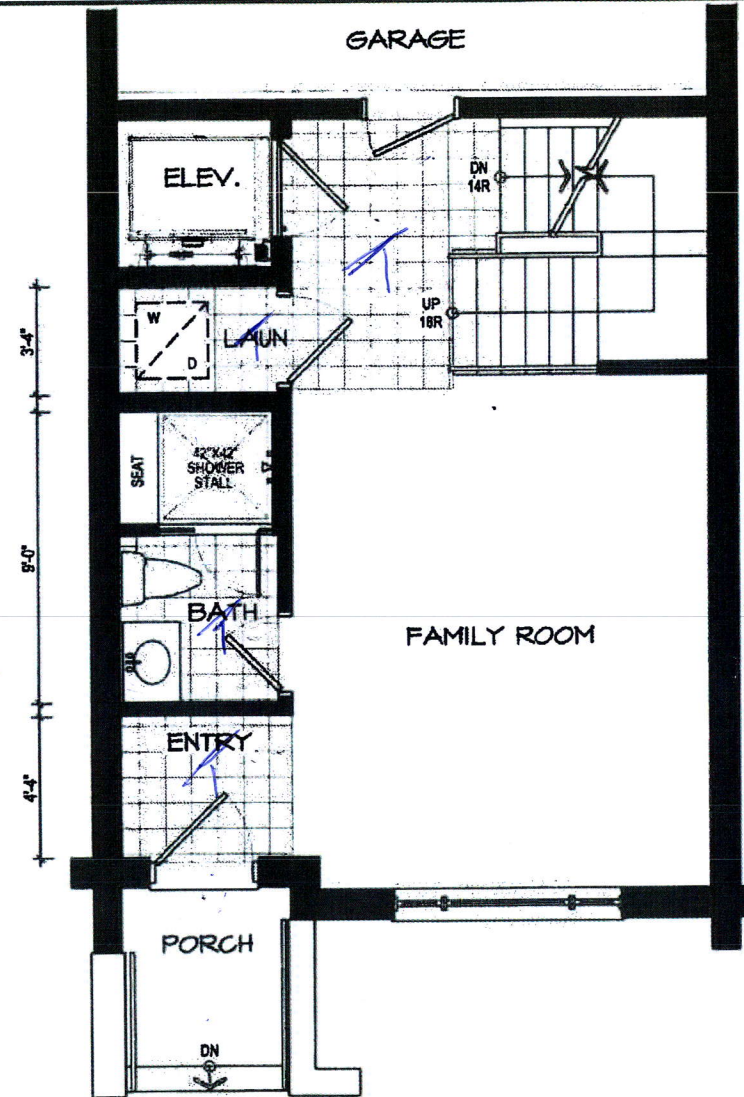 GARAGE
ELEV.
DN
14R
UP
18R
W
D
LAUN
3'-4"
SEAT
42"X42"
SHOWER
STALL
9'-0"
BATH
FAMILY ROOM
ENTRY
4'-4"
PORCH
DN